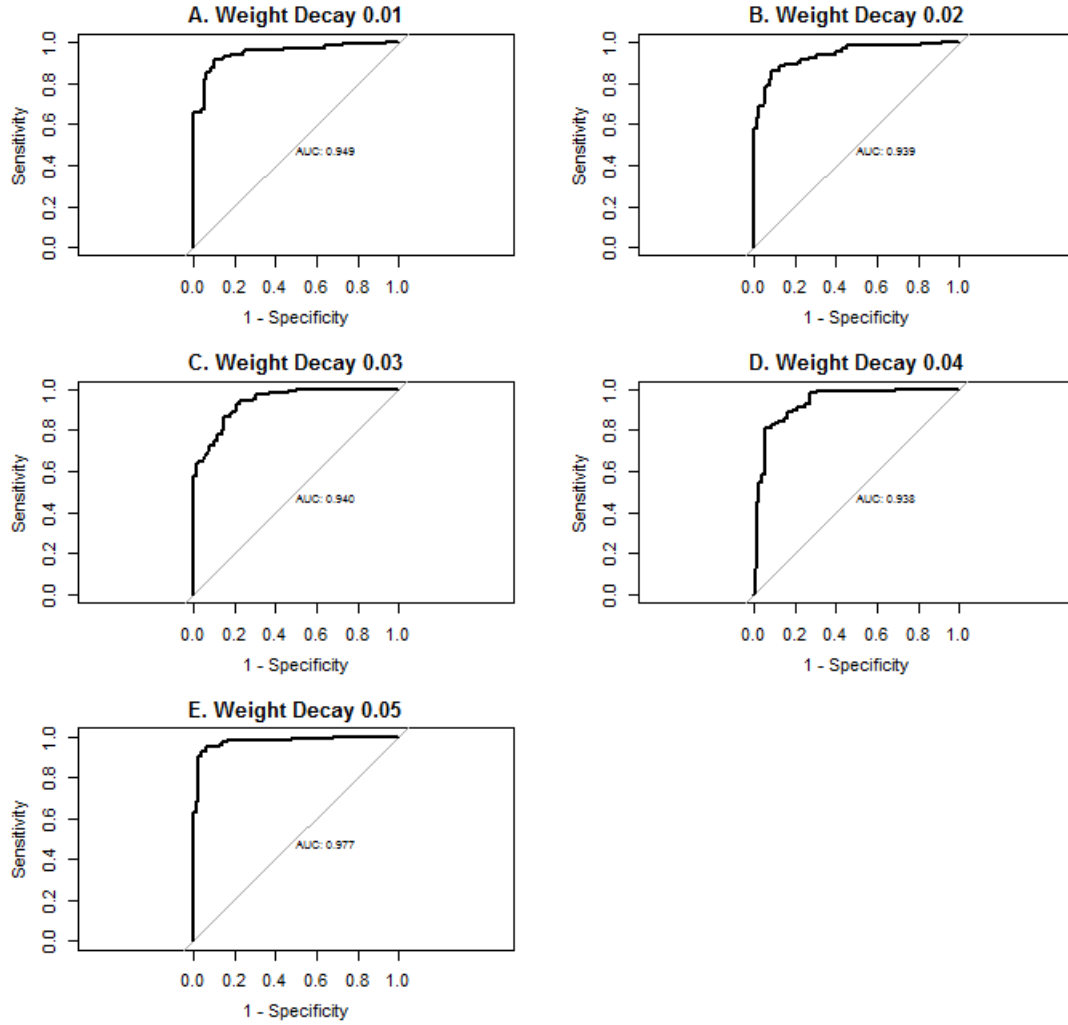 A. Weight Decay 0.01
Sensitivity
0.0 0.2 0.4 0.6 0.8 1.0
AUC: 0.949
0.0 0.2 0.4 0.6 0.8 1.0
1 - Specificity
B. Weight Decay 0.02
Sensitivity
0.0 0.2 0.4 0.6 0.8 1.0
AUC: 0.939
0.0 0.2 0.4 0.6 0.8 1.0
1 - Specificity
C. Weight Decay 0.03
Sensitivity
0.0 0.2 0.4 0.6 0.8 1.0
AUC: 0.940
0.0 0.2 0.4 0.6 0.8 1.0
1 - Specificity
D. Weight Decay 0.04
Sensitivity
0.0 0.2 0.4 0.6 0.8 1.0
AUC: 0.938
0.0 0.2 0.4 0.6 0.8 1.0
1 - Specificity
E. Weight Decay 0.05
Sensitivity
0.0 0.2 0.4 0.6 0.8 1.0
AUC: 0.977
0.0 0.2 0.4 0.6 0.8 1.0
1 - Specificity